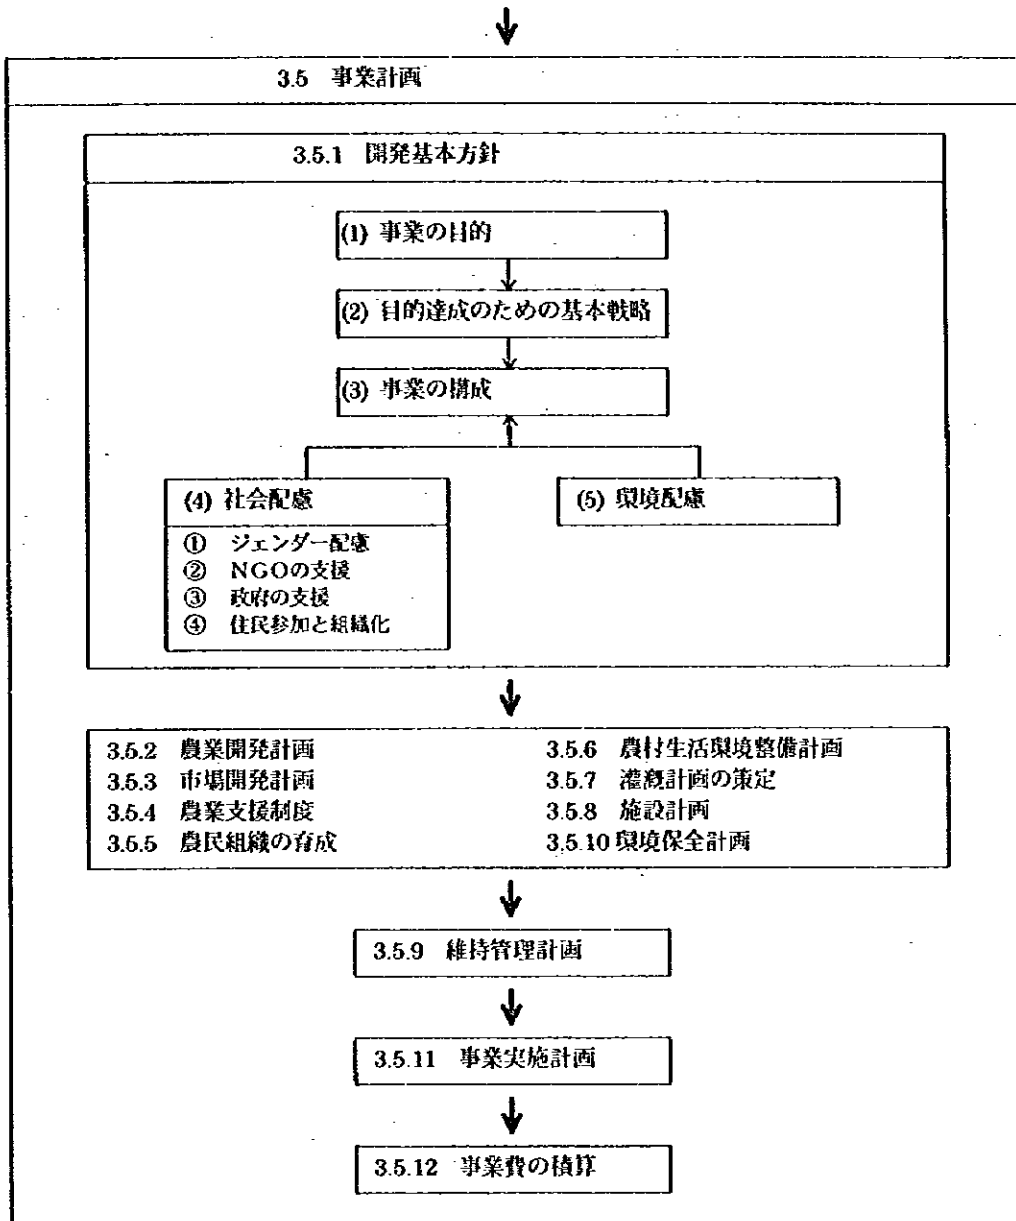 3.5 事業計画
3.5.1 開発基本方針
(1) 事業の目的
(2) 目的達成のための基本戦略
(3) 事業の構成
(4) 社会配慮
① ジェンダー配慮
② NGOの支援
③ 政府の支援
④ 住民参加と組織化
(5) 環境配慮
3.5.2 農業開発計画
3.5.3 市場開発計画
3.5.4 農業支援制度
3.5.5 農民組織の育成
3.5.6 農村生活環境整備計画
3.5.7 灌漑計画の策定
3.5.8 施設計画
3.5.10 環境保全計画
3.5.9 維持管理計画
3.5.11 事業実施計画
3.5.12 事業費の積算